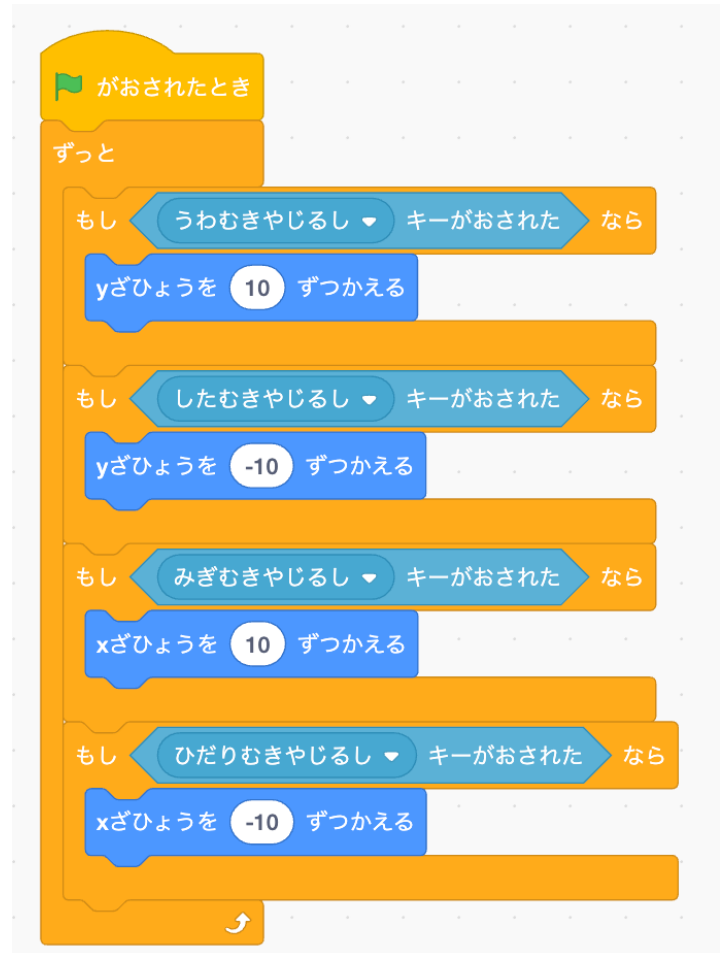 がおされたとき
ずっと
もし うわむきやじるし キーがおされた なら
yざひょうを 10 ずつかえる
もし したむきやじるし キーがおされた なら
yざひょうを -10 ずつかえる
もし みぎむきやじるし キーがおされた なら
xざひょうを 10 ずつかえる
もし ひだりむきやじるし キーがおされた なら
xざひょうを -10 ずつかえる